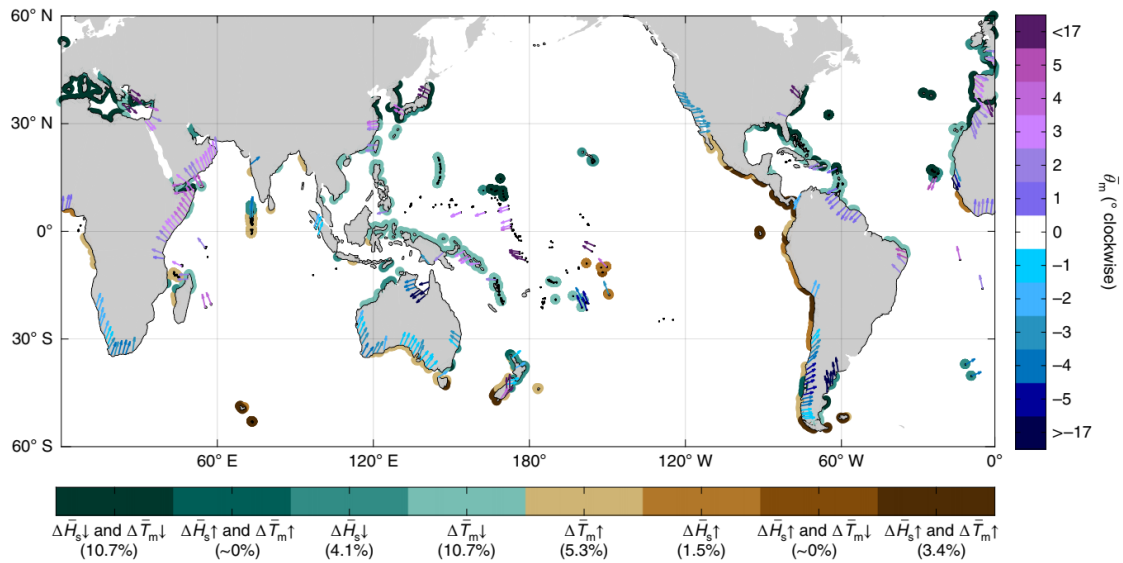 60° N
30° N
0°
30° S
60° S
60° E
120° E
180°
120° W
60° W
0°
<17
5
4
3
2
1
0
−1
−2
−3
−4
−5
>−17
θ̄m (° clockwise)
ΔH̄s↓ and ΔT̄m↓ ΔH̄s↑ and ΔT̄m↑ ΔH̄s↓ ΔT̄m↓ ΔT̄m↑ ΔH̄s↑ ΔH̄s↑ and ΔT̄m↓ ΔH̄s↑ and ΔT̄m↑
(10.7%) (~0%) (4.1%) (10.7%) (5.3%) (1.5%) (~0%) (3.4%)